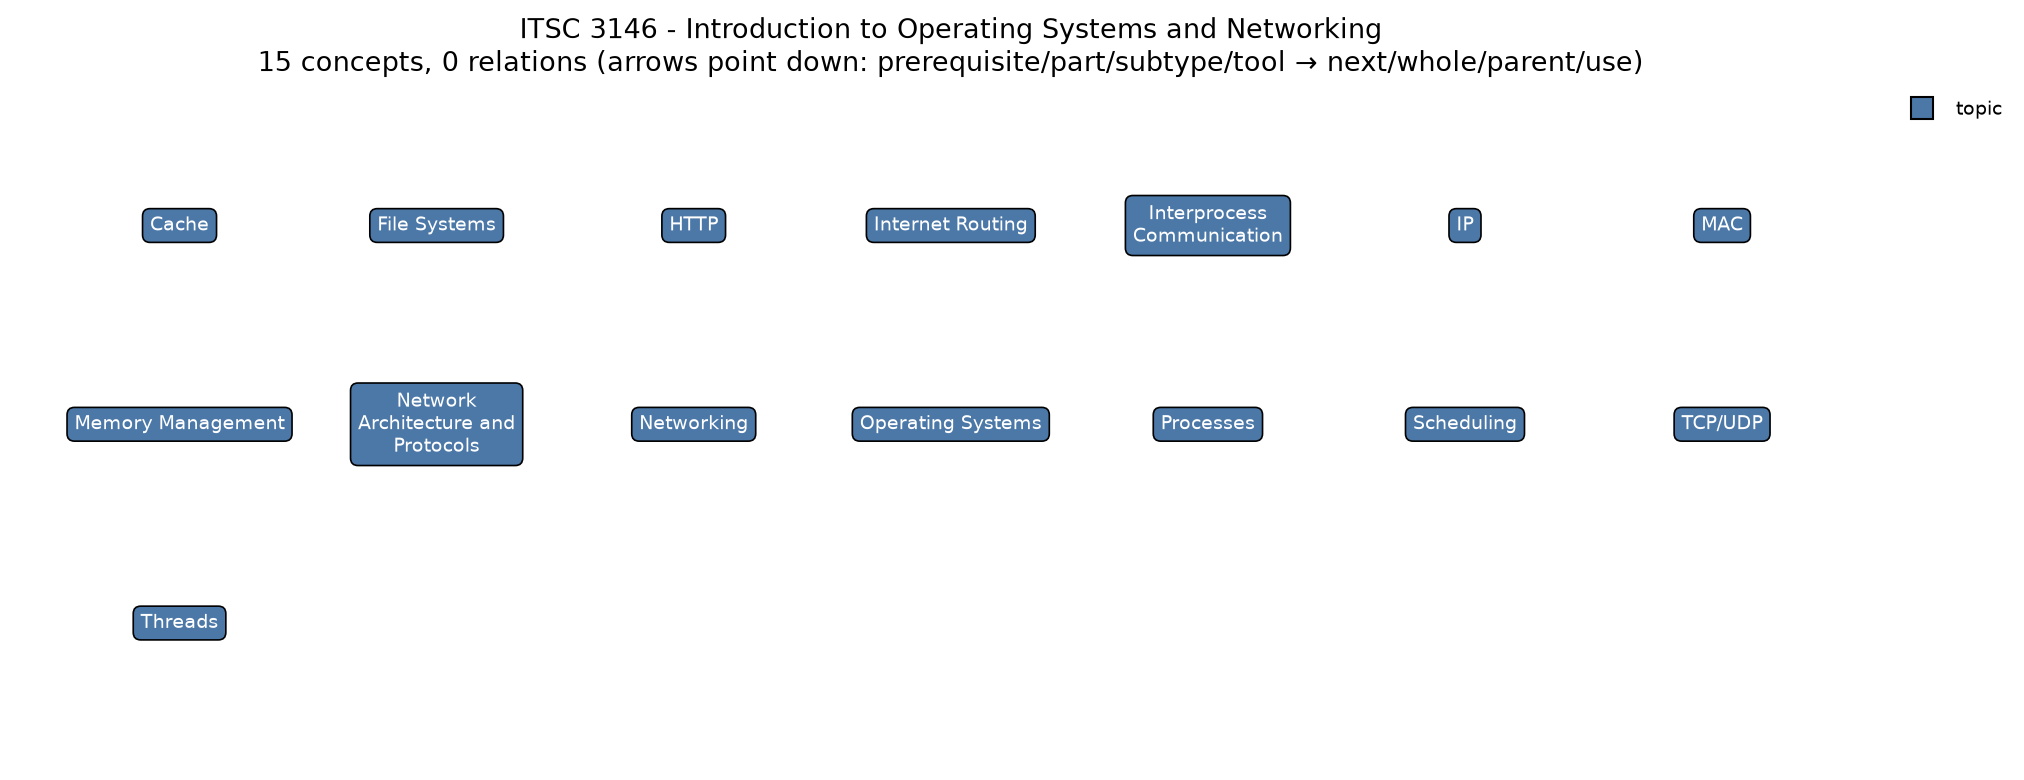 ITSC 3146 - Introduction to Operating Systems and Networking
15 concepts, 0 relations (arrows point down: prerequisite/part/subtype/tool → next/whole/parent/use)
topic
Cache
File Systems
HTTP
Internet Routing
Interprocess
Communication
IP
MAC
Memory Management
Network
Architecture and
Protocols
Networking
Operating Systems
Processes
Scheduling
TCP/UDP
Threads